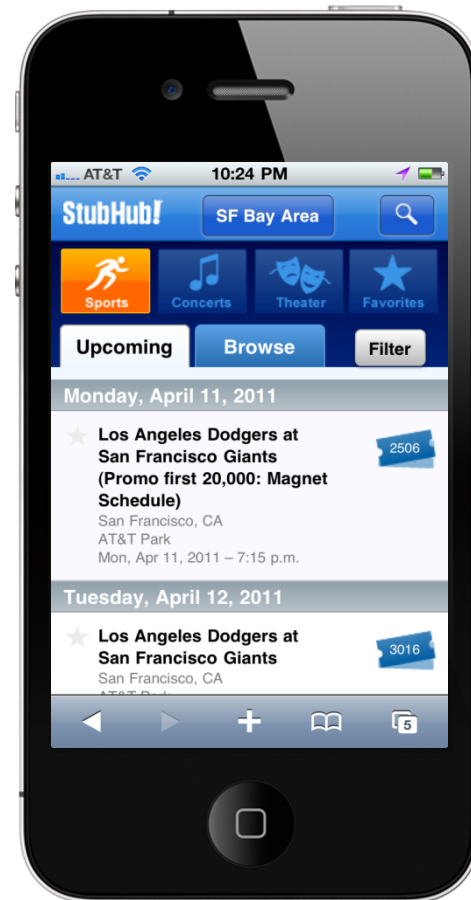 AT&T 10:24 PM
StubHub! SF Bay Area
Sports Concerts Theater Favorites
Upcoming Browse Filter
Monday, April 11, 2011
Los Angeles Dodgers at
San Francisco Giants
(Promo first 20,000: Magnet
Schedule)
2506
San Francisco, CA
AT&T Park
Mon, Apr 11, 2011 – 7:15 p.m.
Tuesday, April 12, 2011
Los Angeles Dodgers at
San Francisco Giants
3016
San Francisco, CA
AT&T Park
5